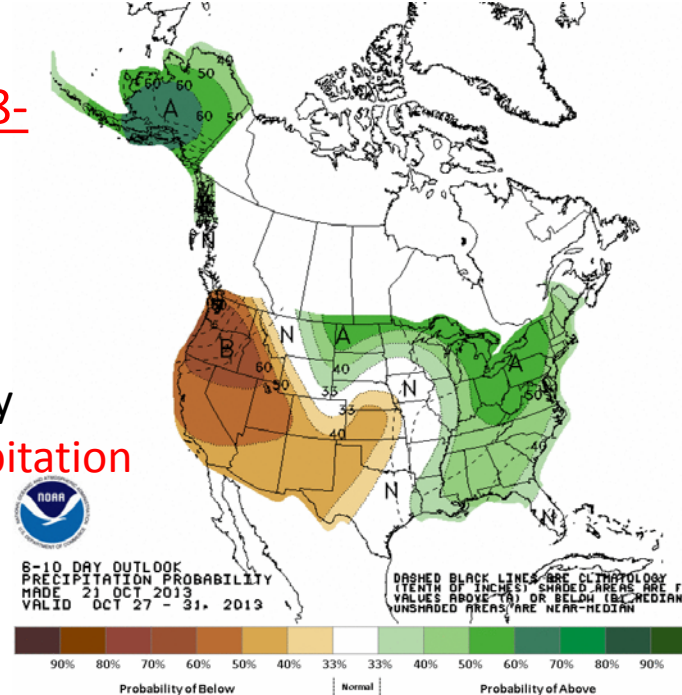 8-
y
pitation
60
60
40
50
A
60
50
N
N
A
B
60
50
40
33
33
40
N
A
50
40
N
N
NOAA
6-10 DAY OUTLOOK
PRECIPITATION PROBABILITY
MADE 21 OCT 2013
VALID OCT 27 - 31, 2013
DASHED BLACK LINES ARE CLIMATOLOGY
(TENTH OF INCHES) SHADED AREAS ARE F
VALUES ABOVE (A) OR BELOW (B) MEDIAN
UNSHADED AREAS ARE NEAR-MEDIAN
90% 80% 70% 60% 50% 40% 33% 33% 40% 50% 60% 70% 80% 90%
Probability of Below Normal Probability of Above